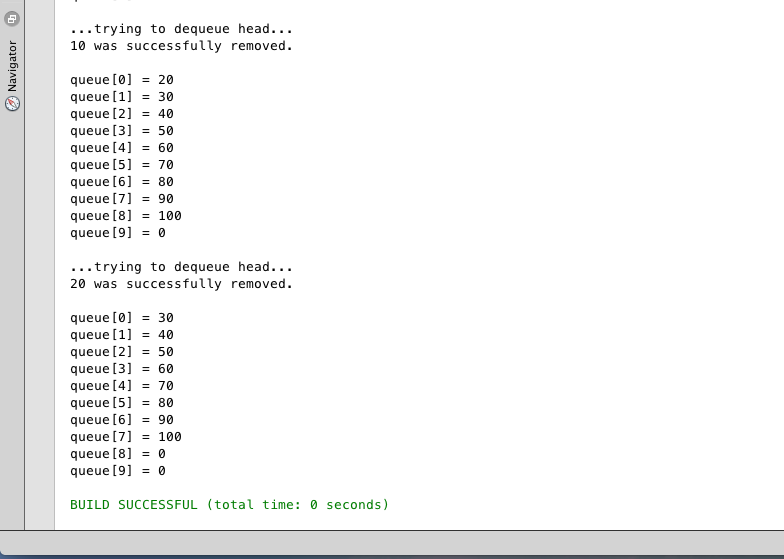 Navigator
...trying to dequeue head...
10 was successfully removed.
queue[0] = 20
queue[1] = 30
queue[2] = 40
queue[3] = 50
queue[4] = 60
queue[5] = 70
queue[6] = 80
queue[7] = 90
queue[8] = 100
queue[9] = 0
...trying to dequeue head...
20 was successfully removed.
queue[0] = 30
queue[1] = 40
queue[2] = 50
queue[3] = 60
queue[4] = 70
queue[5] = 80
queue[6] = 90
queue[7] = 100
queue[8] = 0
queue[9] = 0
BUILD SUCCESSFUL (total time: 0 seconds)